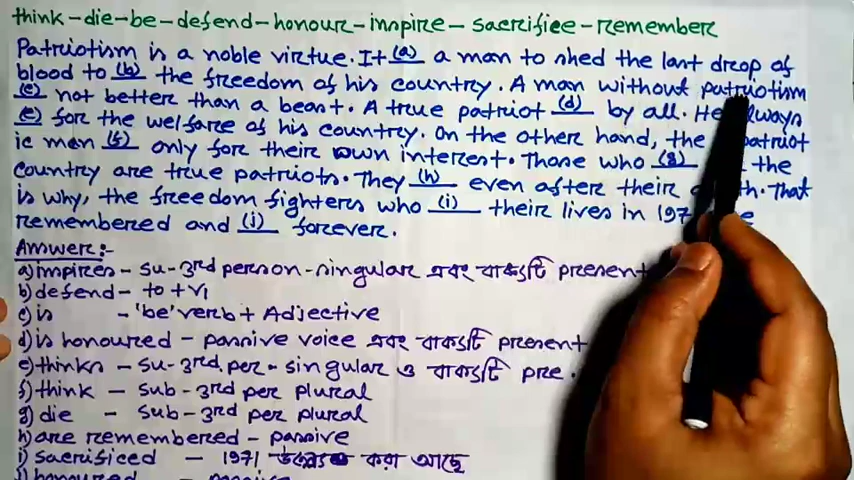 think-die-be-defend-honour-inspire-sacrifice-remember
Patriotism is a noble virtue. It (a) a man to shed the last drop of
blood to (b) the freedom of his country. A man without patriotism
(c) not better than a beast. A true patriot (d) by all. He always
(e) for the welfare of his country. On the other hand, the patriot
ic men (f) only for their own interest. Those who (g) the
country are true patriots. They (h) even after their That
is why, the freedom fighters who (i) their lives in 197
remembered and (j) forever.
Answer:-
a) inspires - su-3rd person-singular এবং বাক্যটি present
b) defend - to + v1
c) is - 'be' verb + Adjective
d) is honoured - passive voice এবং বাক্যটি present
e) thinks - su-3rd. per-singular ও বাক্যটি pre.
f) think - sub-3rd per plural
g) die - sub-3rd per plural
h) are remembered - passive
i) sacrificed - 1971 করা আছে
j) honoured - passive